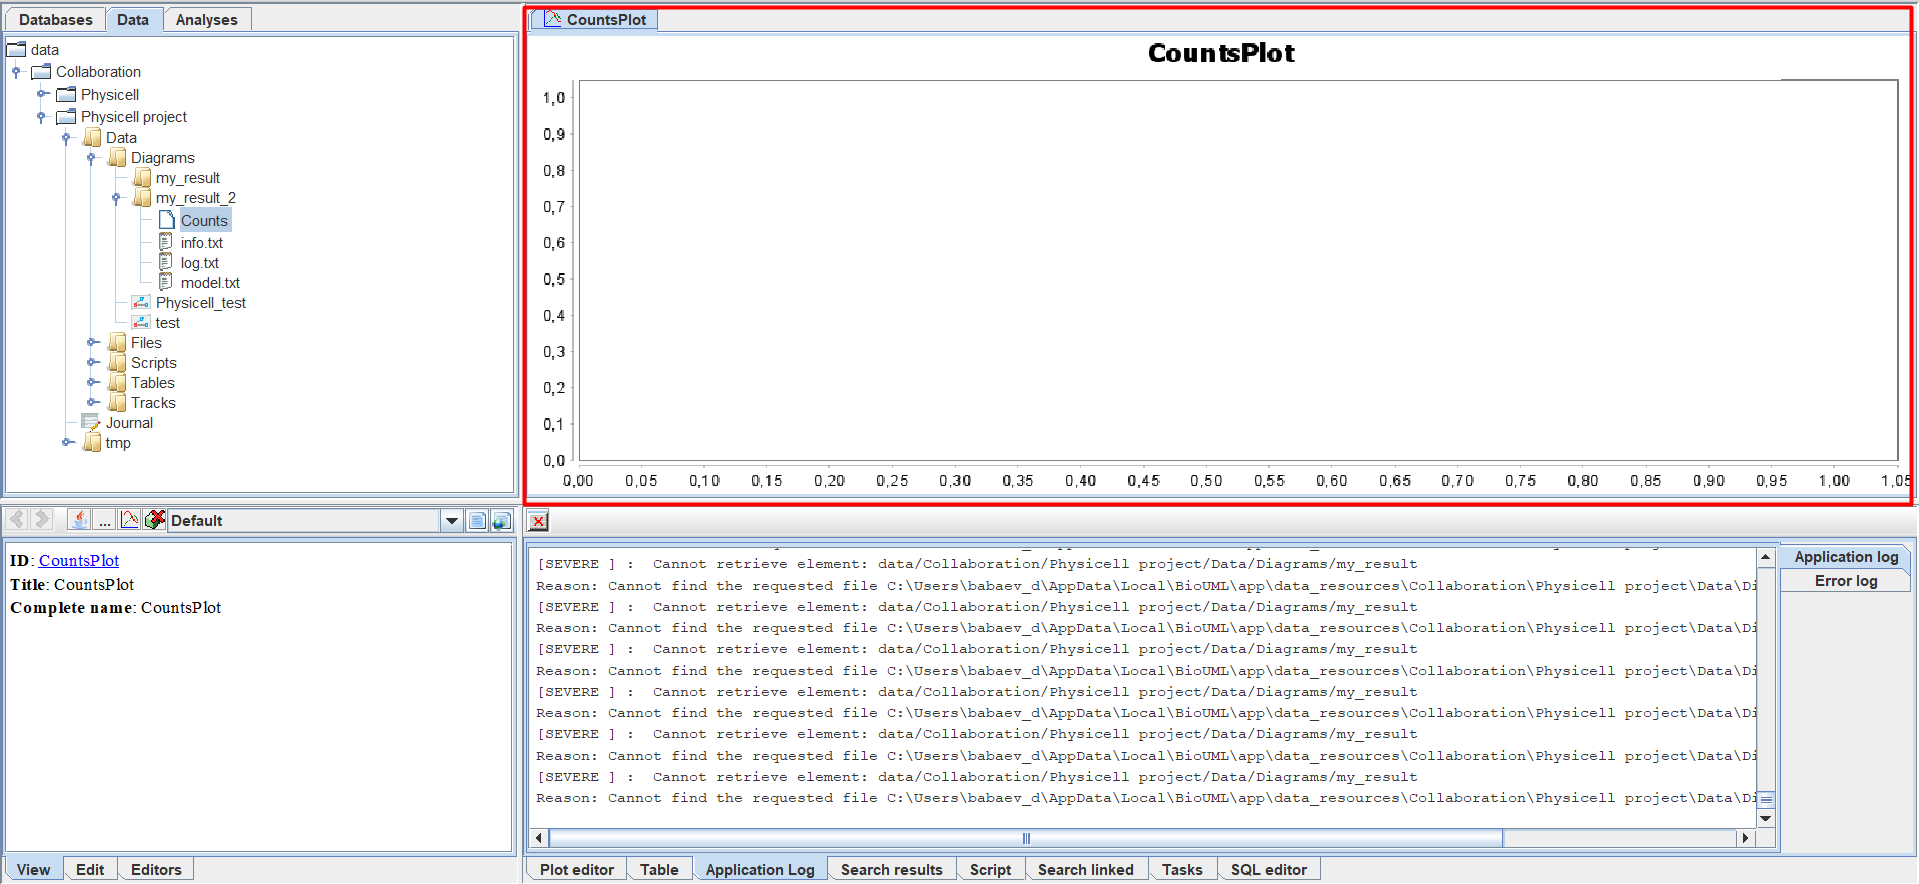 Databases Data Analyses
data
Collaboration
Physicell
Physicell project
Data
Diagrams
my_result
my_result_2
Counts
info.txt
log.txt
model.txt
Physicell_test
test
Files
Scripts
Tables
Tracks
Journal
tmp
CountsPlot
CountsPlot
1,0
0,9
0,8
0,7
0,6
0,5
0,4
0,3
0,2
0,1
0,0
0,00 0,05 0,10 0,15 0,20 0,25 0,30 0,35 0,40 0,45 0,50 0,55 0,60 0,65 0,70 0,75 0,80 0,85 0,90 0,95 1,00 1,05
... Default
ID: CountsPlot
Title: CountsPlot
Complete name: CountsPlot
View Edit Editors
[SEVERE ] : Cannot retrieve element: data/Collaboration/Physicell project/Data/Diagrams/my_result
Reason: Cannot find the requested file C:\Users\babaev_d\AppData\Local\BioUML\app\data_resources\Collaboration\Physicell project\Data\Di
[SEVERE ] : Cannot retrieve element: data/Collaboration/Physicell project/Data/Diagrams/my_result
Reason: Cannot find the requested file C:\Users\babaev_d\AppData\Local\BioUML\app\data_resources\Collaboration\Physicell project\Data\Di
[SEVERE ] : Cannot retrieve element: data/Collaboration/Physicell project/Data/Diagrams/my_result
Reason: Cannot find the requested file C:\Users\babaev_d\AppData\Local\BioUML\app\data_resources\Collaboration\Physicell project\Data\Di
[SEVERE ] : Cannot retrieve element: data/Collaboration/Physicell project/Data/Diagrams/my_result
Reason: Cannot find the requested file C:\Users\babaev_d\AppData\Local\BioUML\app\data_resources\Collaboration\Physicell project\Data\Di
[SEVERE ] : Cannot retrieve element: data/Collaboration/Physicell project/Data/Diagrams/my_result
Reason: Cannot find the requested file C:\Users\babaev_d\AppData\Local\BioUML\app\data_resources\Collaboration\Physicell project\Data\Di
[SEVERE ] : Cannot retrieve element: data/Collaboration/Physicell project/Data/Diagrams/my_result
Reason: Cannot find the requested file C:\Users\babaev_d\AppData\Local\BioUML\app\data_resources\Collaboration\Physicell project\Data\Di
Application log
Error log
Plot editor Table Application Log Search results Script Search linked Tasks SQL editor